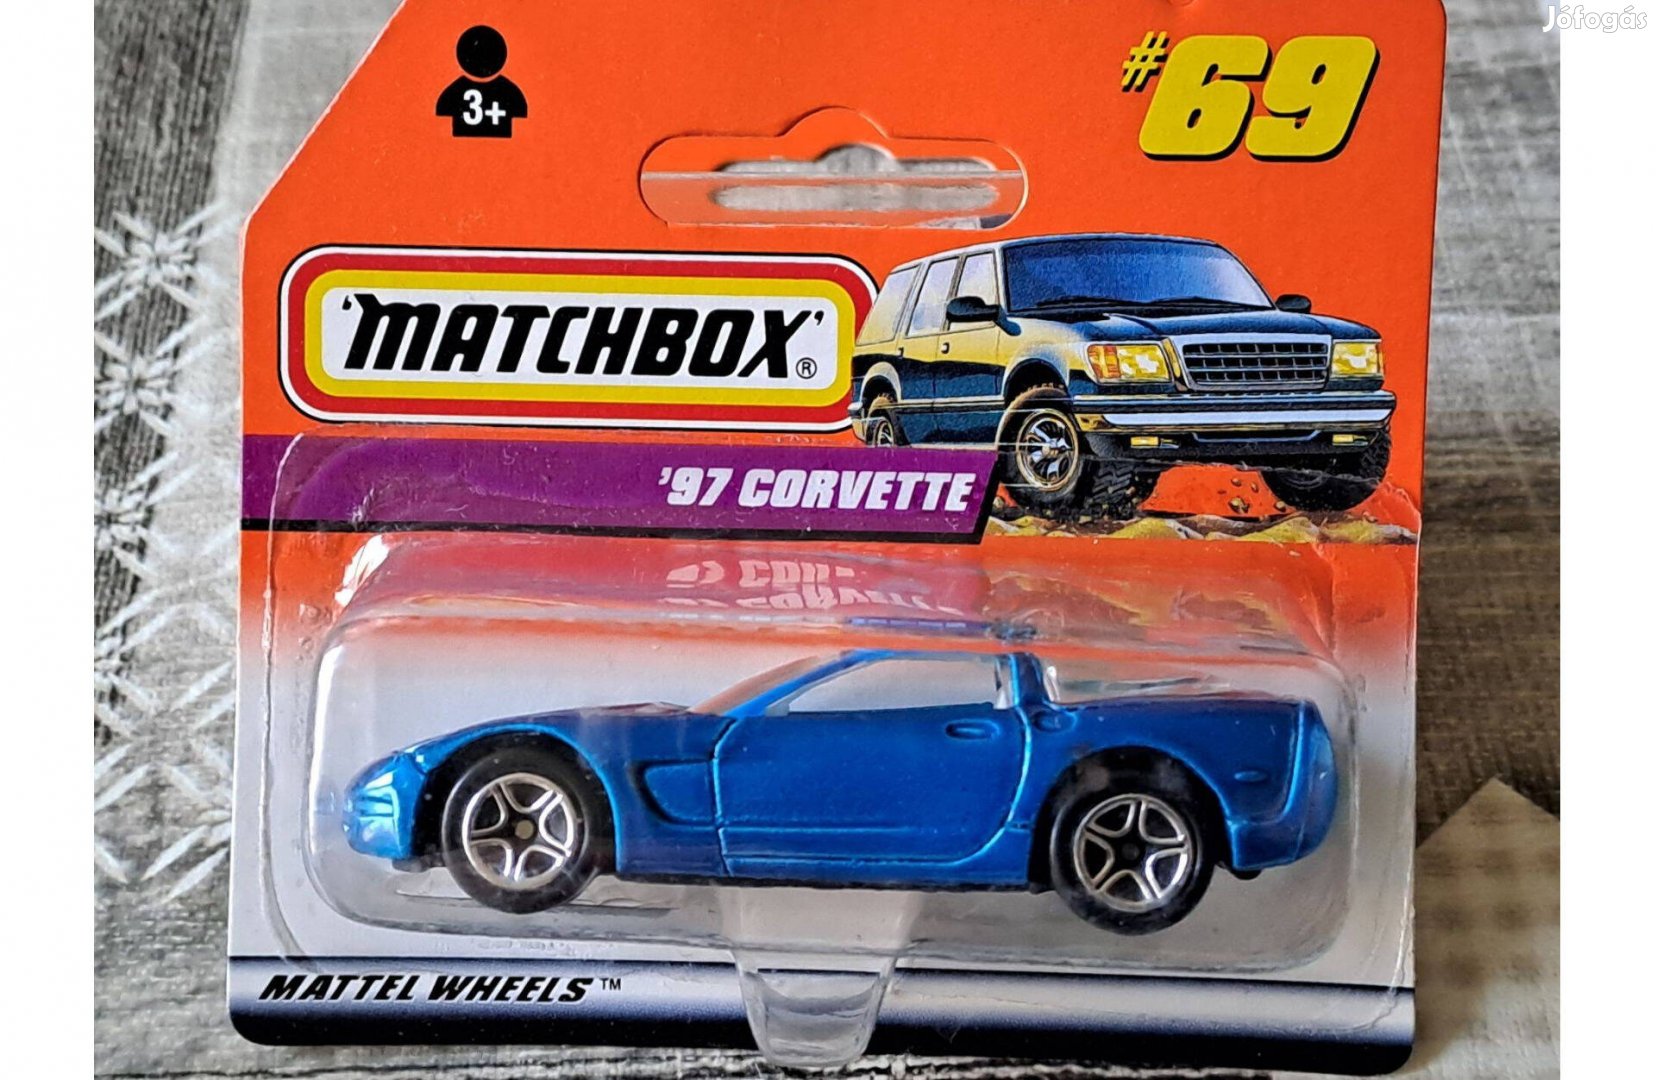 Jófogás
#69
3+
'MATCHBOX'®
'97 CORVETTE
MATTEL WHEELS™